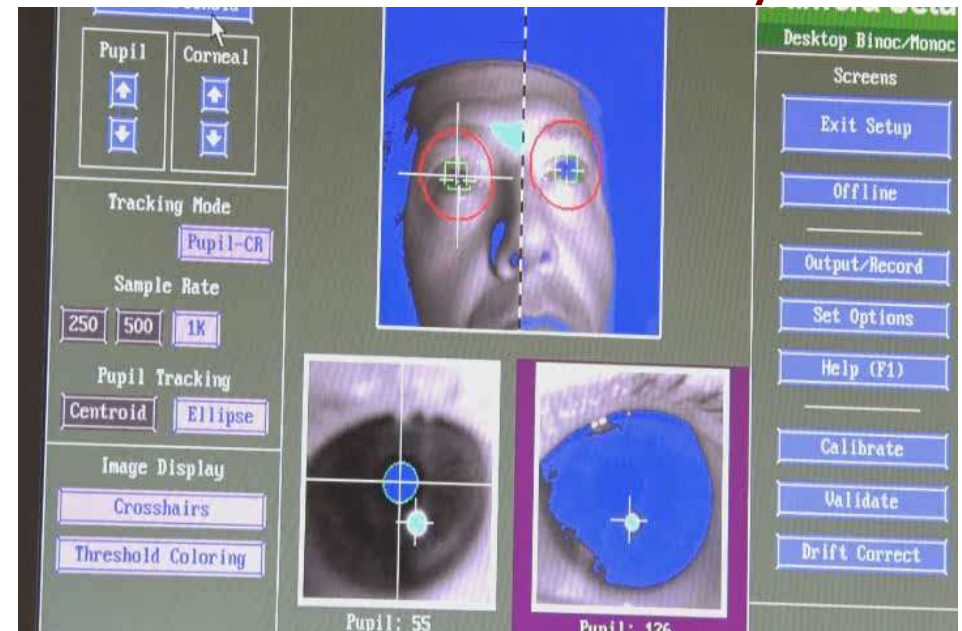 Pupil
Corneal
Tracking Mode
Pupil-CR
Sample Rate
250
500
1K
Pupil Tracking
Centroid
Ellipse
Image Display
Crosshairs
Threshold Coloring
Pupil: 55
Pupil: 126
Desktop Binoc/Monoc
Screens
Exit Setup
Offline
Output/Record
Set Options
Help (F1)
Calibrate
Validate
Drift Correct